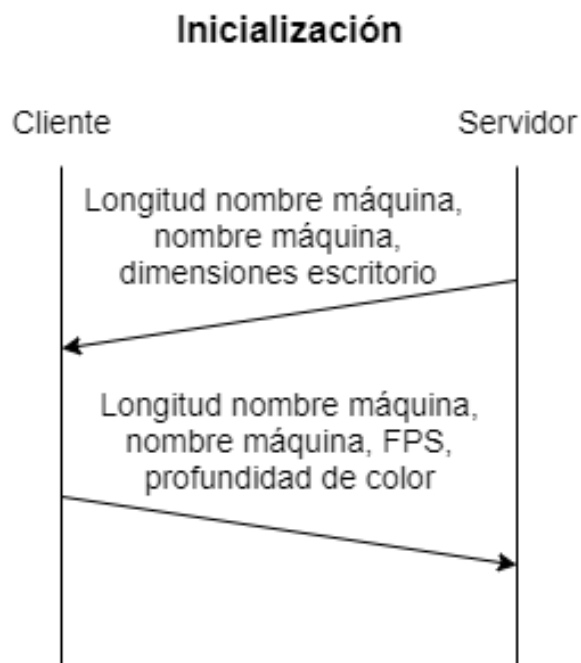 Inicialización
Cliente
Servidor
Longitud nombre máquina,
nombre máquina,
dimensiones escritorio
Longitud nombre máquina,
nombre máquina, FPS,
profundidad de color